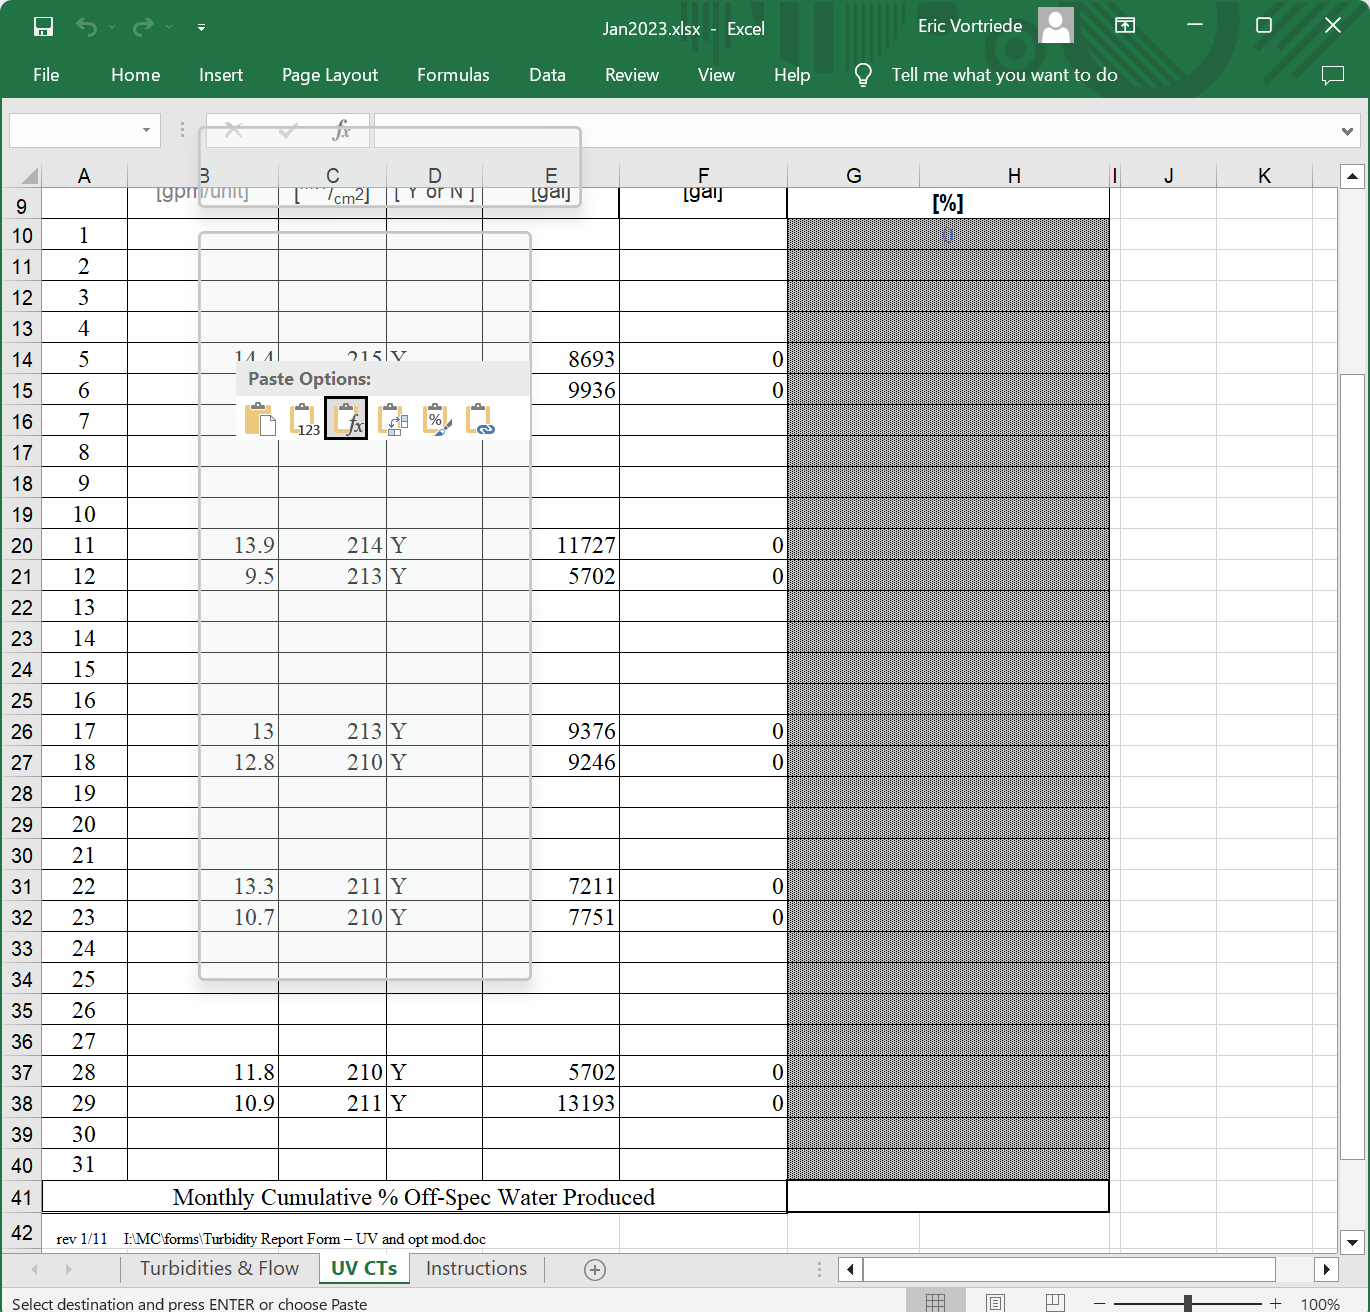 Jan2023.xlsx - Excel
Eric Vortriede
File Home Insert Page Layout Formulas Data Review View Help Tell me what you want to do
fx
A B C D E F G H I J K
9 [gpm/unit] /cm2] [ Y or N ] [gal] [gal] [%]
10 1 0
11 2
12 3
13 4
14 5 14.4 215 Y 8693 0
15 6 9936 0
Paste Options:
123 fx %
16 7
17 8
18 9
19 10
20 11 13.9 214 Y 11727 0
21 12 9.5 213 Y 5702 0
22 13
23 14
24 15
25 16
26 17 13 213 Y 9376 0
27 18 12.8 210 Y 9246 0
28 19
29 20
30 21
31 22 13.3 211 Y 7211 0
32 23 10.7 210 Y 7751 0
33 24
34 25
35 26
36 27
37 28 11.8 210 Y 5702 0
38 29 10.9 211 Y 13193 0
39 30
40 31
41 Monthly Cumulative % Off-Spec Water Produced
42 rev 1/11 I:\MC\forms\Turbidity Report Form – UV and opt mod.doc
Turbidities & Flow UV CTs Instructions
Select destination and press ENTER or choose Paste 100%